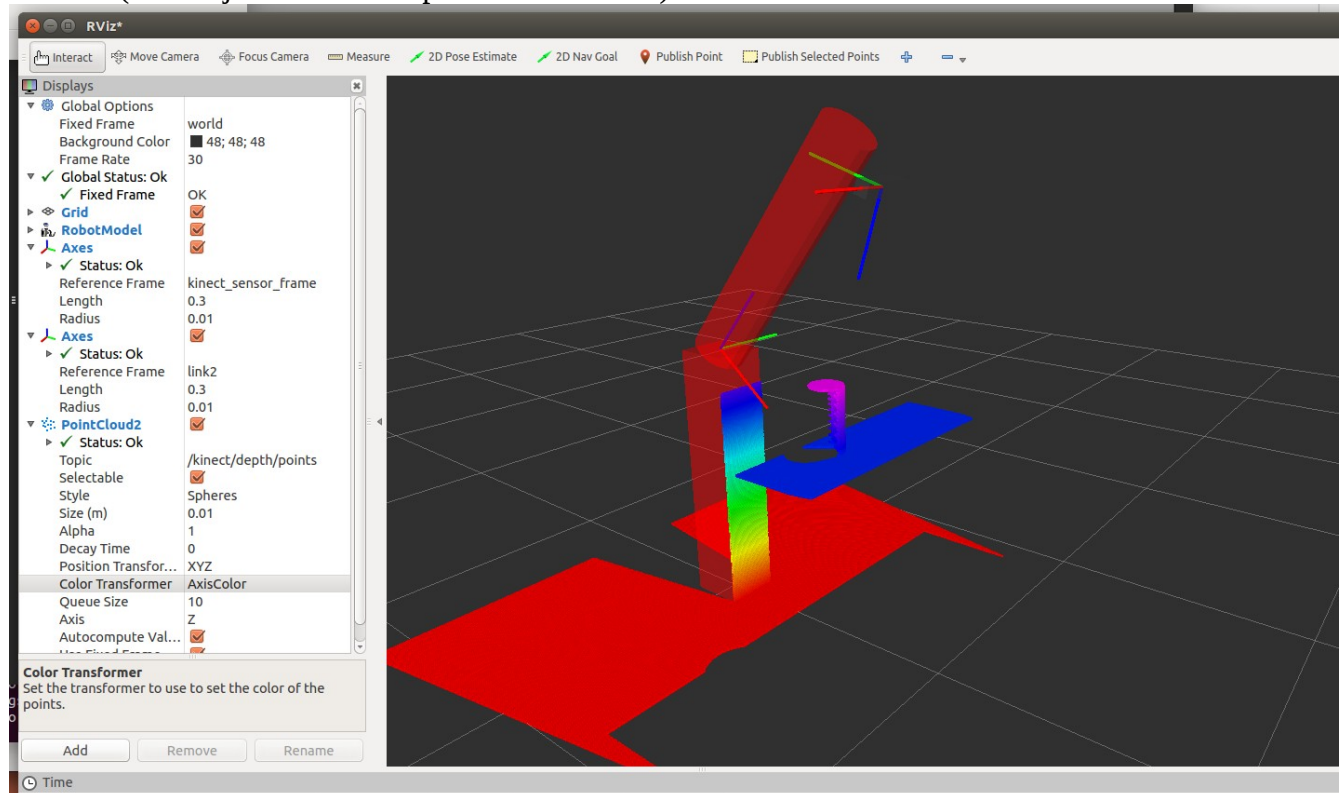 RViz*
Interact Move Camera Focus Camera Measure 2D Pose Estimate 2D Nav Goal Publish Point Publish Selected Points
Displays
Global Options
Fixed Frame world
Background Color 48; 48; 48
Frame Rate 30
Global Status: Ok
Fixed Frame OK
Grid
RobotModel
Axes
Status: Ok
Reference Frame kinect_sensor_frame
Length 0.3
Radius 0.01
Axes
Status: Ok
Reference Frame link2
Length 0.3
Radius 0.01
PointCloud2
Status: Ok
Topic /kinect/depth/points
Selectable
Style Spheres
Size (m) 0.01
Alpha 1
Decay Time 0
Position Transfor... XYZ
Color Transformer AxisColor
Queue Size 10
Axis Z
Autocompute Val...
Color Transformer
Set the transformer to use to set the color of the
points.
Add Remove Rename
Time